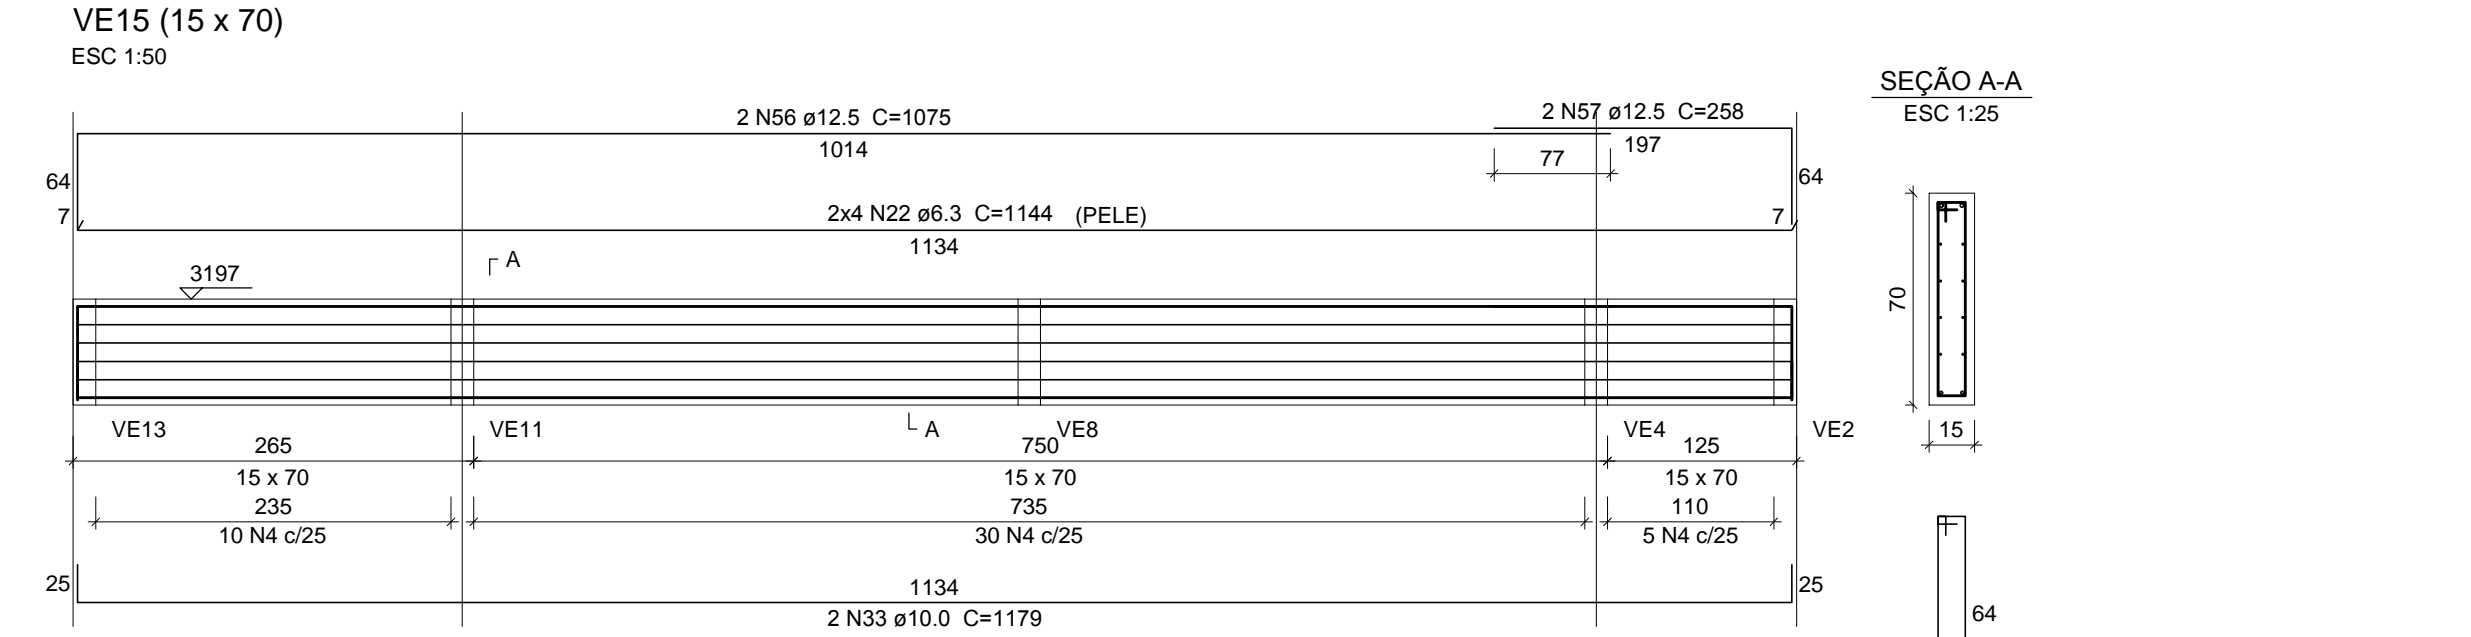 VE15 (15 x 70)
ESC 1:50
SEÇÃO A-A
ESC 1:25
2 N56 ø12.5  C=1075
2 N57 ø12.5  C=258
1014
197
77
64
64
7
2x4 N22 ø6.3  C=1144  (PELE)
7
1134
A
3197
70
VE13
VE11
A
VE8
VE4
VE2
15
265
750
125
15 x 70
15 x 70
15 x 70
235
735
110
10 N4 c/25
30 N4 c/25
5 N4 c/25
25
1134
25
2 N33 ø10.0  C=1179
64